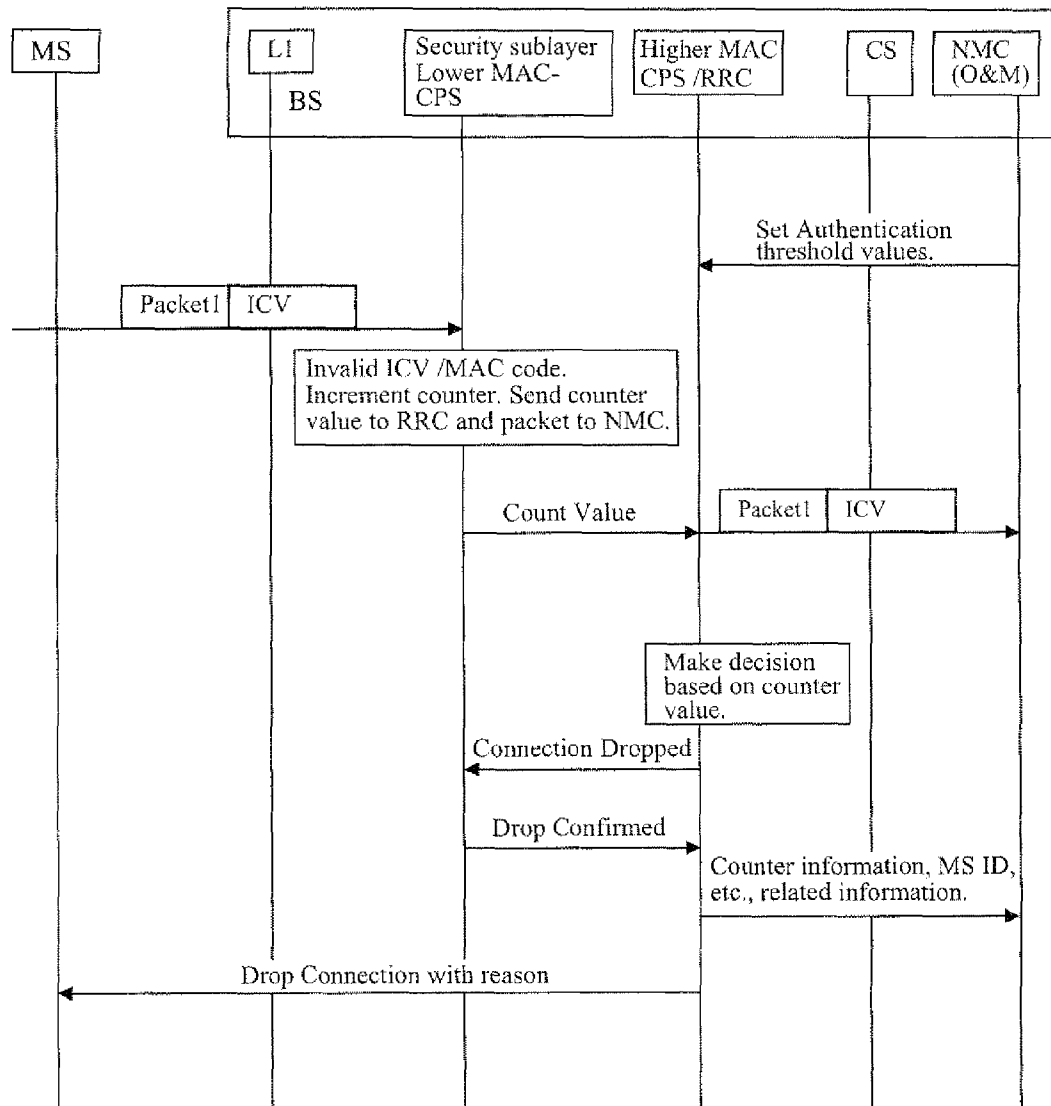 MS
L1
BS
Security sublayer
Lower MAC-
CPS
Higher MAC
CPS /RRC
CS
NMC
(O&M)
Set Authentication
threshold values.
Packet1
ICV
Invalid ICV /MAC code.
Increment counter. Send counter
value to RRC and packet to NMC.
Count Value
Packet1
ICV
Make decision
based on counter
value.
Connection Dropped
Drop Confirmed
Counter information, MS ID,
etc., related information.
Drop Connection with reason